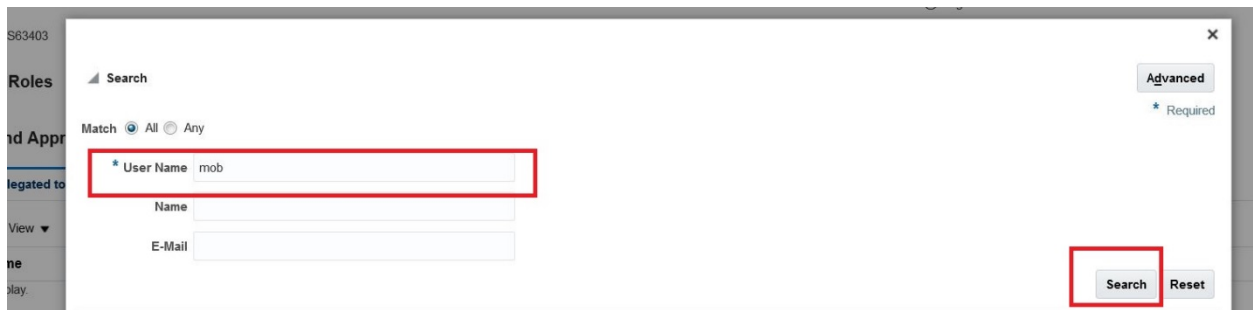 S63403
Roles
Search
Advanced
* Required
nd Appr
Match All Any
* User Name mob
legated to
Name
View
E-Mail
me
Search Reset
play.